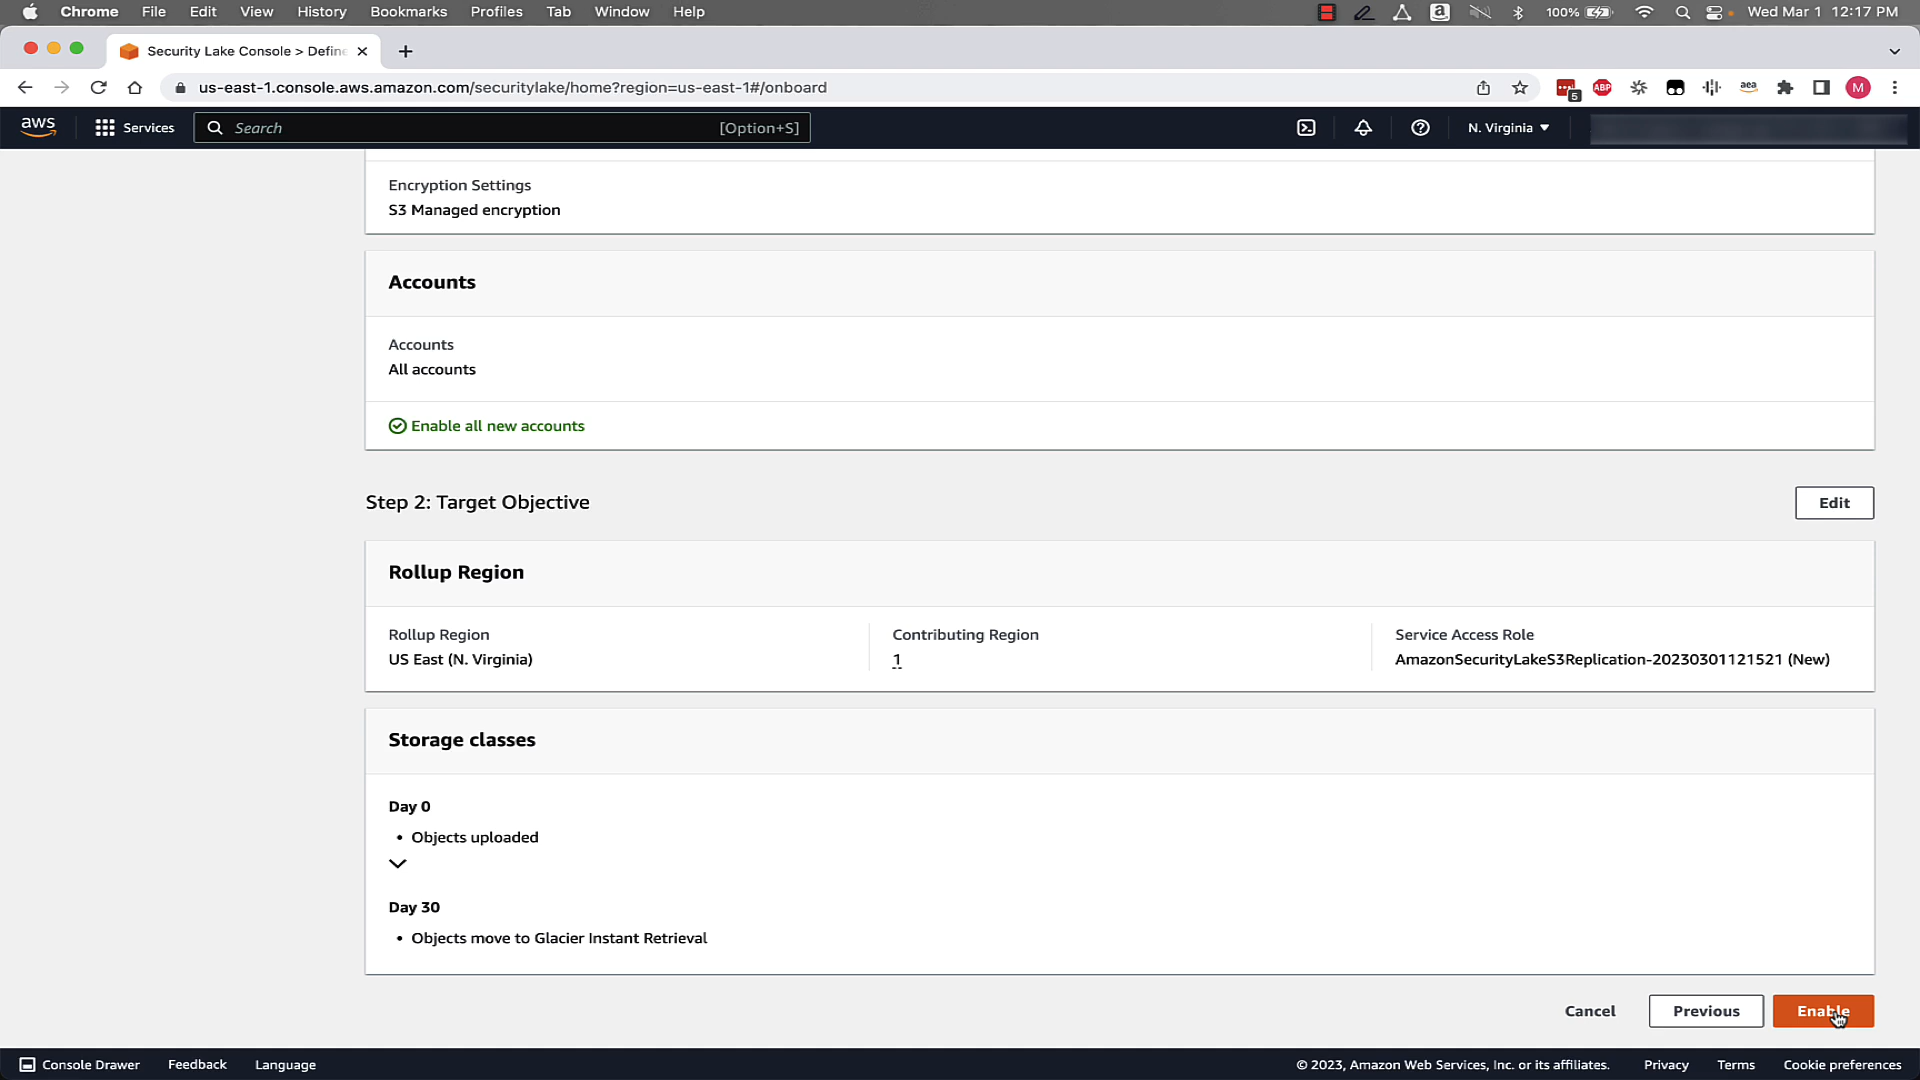 Chrome File Edit View History Bookmarks Profiles Tab Window Help 100% Wed Mar 1 12:17 PM
Security Lake Console > Define
us-east-1.console.aws.amazon.com/securitylake/home?region=us-east-1#/onboard 5 ABP aea M
aws Services Search [Option+S] N. Virginia
Encryption Settings
S3 Managed encryption
Accounts
Accounts
All accounts
Enable all new accounts
Step 2: Target Objective Edit
Rollup Region
Rollup Region Contributing Region Service Access Role
US East (N. Virginia) 1 AmazonSecurityLakeS3Replication-20230301121521 (New)
Storage classes
Day 0
• Objects uploaded
Day 30
• Objects move to Glacier Instant Retrieval
Cancel Previous Enable
Console Drawer Feedback Language © 2023, Amazon Web Services, Inc. or its affiliates. Privacy Terms Cookie preferences